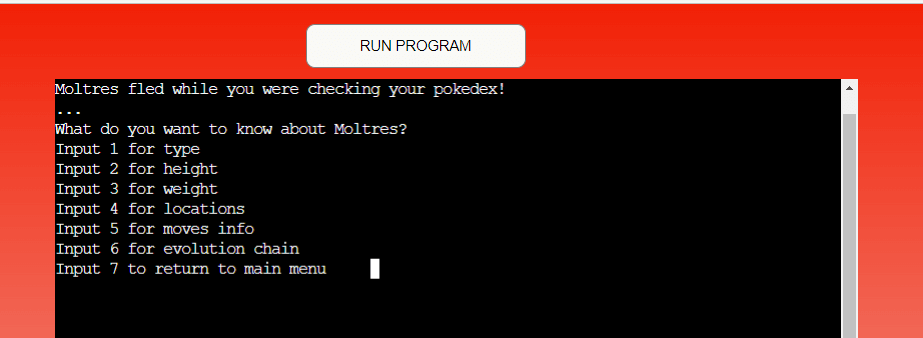 RUN PROGRAM
Moltres fled while you were checking your pokedex!
...
What do you want to know about Moltres?
Input 1 for type
Input 2 for height
Input 3 for weight
Input 4 for locations
Input 5 for moves info
Input 6 for evolution chain
Input 7 to return to main menu